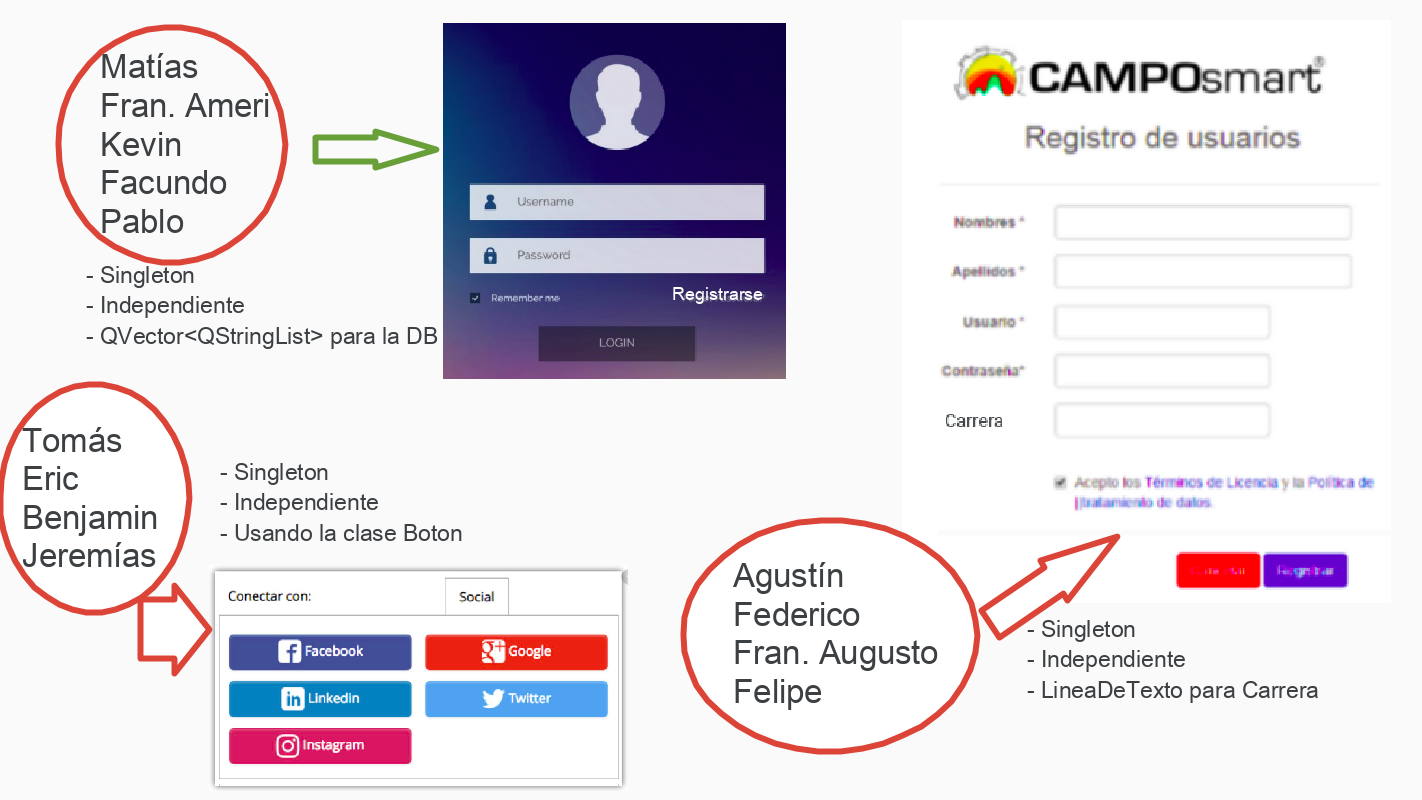 Matías
Fran. Ameri
Kevin
Facundo
Pablo
- Singleton
- Independiente
- QVector<QStringList> para la DB
Username
Password
Remember me
Registrarse
LOGIN
CAMPOsmart®
Registro de usuarios
Nombres *
Apellidos *
Usuario *
Contraseña*
Carrera
Acepto los Términos de Licencia y la Política de
tratamiento de datos.
Registrar
Tomás
Eric
Benjamin
Jeremías
- Singleton
- Independiente
- Usando la clase Boton
Conectar con:
Social
Facebook
Google
Linkedin
Twitter
Instagram
Agustín
Federico
Fran. Augusto
Felipe
- Singleton
- Independiente
- LineaDeTexto para Carrera